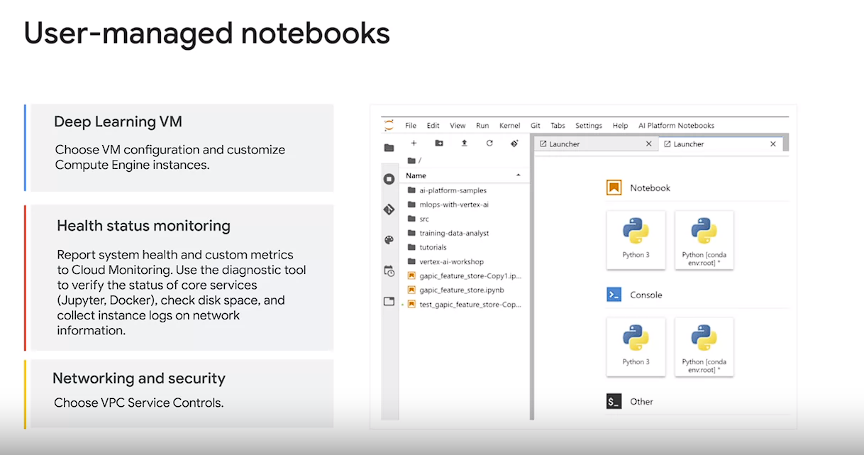 User-managed notebooks
Deep Learning VM
Choose VM configuration and customize
Compute Engine instances.
Health status monitoring
Report system health and custom metrics
to Cloud Monitoring. Use the diagnostic tool
to verify the status of core services
(Jupyter, Docker), check disk space, and
collect instance logs on network
information.
Networking and security
Choose VPC Service Controls.
File Edit View Run Kernel Git Tabs Settings Help AI Platform Notebooks
/
Name
ai-platform-samples
mlops-with-vertex-ai
src
training-data-analyst
tutorials
vertex-ai-workshop
gapic_feature_store-Copy1.ip...
gapic_feature_store.ipynb
test_gapic_feature_store-Cop...
Launcher
Launcher
Notebook
Python 3
Python [conda
env:root] *
Console
Python 3
Python [conda
env:root] *
$_ Other